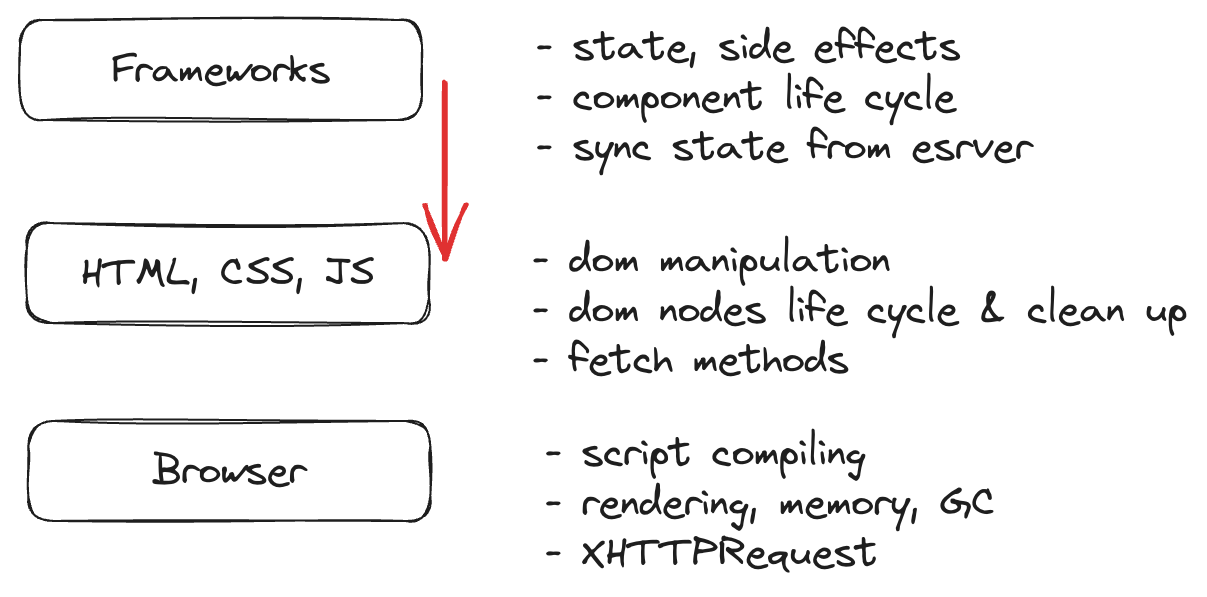 Frameworks
- state, side effects
- component life cycle
- sync state from esrver
HTML, CSS, JS
- dom manipulation
- dom nodes life cycle & clean up
- fetch methods
Browser
- script compiling
- rendering, memory, GC
- XHTTPRequest